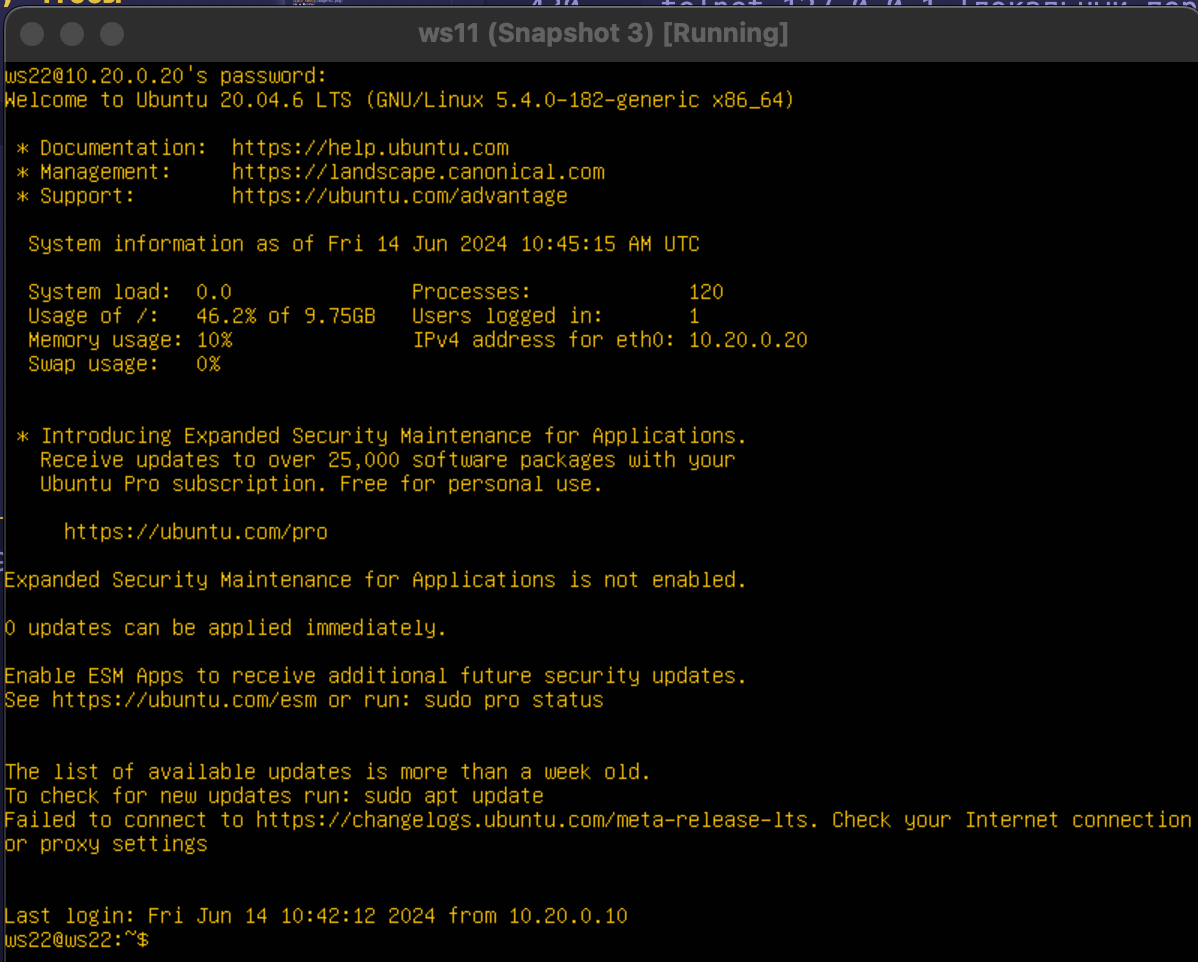 ws11 (Snapshot 3) [Running]
ws22@10.20.0.20's password:
Welcome to Ubuntu 20.04.6 LTS (GNU/Linux 5.4.0-182-generic x86_64)
* Documentation: https://help.ubuntu.com
* Management: https://landscape.canonical.com
* Support: https://ubuntu.com/advantage
System information as of Fri 14 Jun 2024 10:45:15 AM UTC
System load: 0.0 Processes: 120
Usage of /: 46.2% of 9.75GB Users logged in: 1
Memory usage: 10% IPv4 address for eth0: 10.20.0.20
Swap usage: 0%
* Introducing Expanded Security Maintenance for Applications.
Receive updates to over 25,000 software packages with your
Ubuntu Pro subscription. Free for personal use.
https://ubuntu.com/pro
Expanded Security Maintenance for Applications is not enabled.
0 updates can be applied immediately.
Enable ESM Apps to receive additional future security updates.
See https://ubuntu.com/esm or run: sudo pro status
The list of available updates is more than a week old.
To check for new updates run: sudo apt update
Failed to connect to https://changelogs.ubuntu.com/meta-release-lts. Check your Internet connection
or proxy settings
Last login: Fri Jun 14 10:42:12 2024 from 10.20.0.10
ws22@ws22:~$